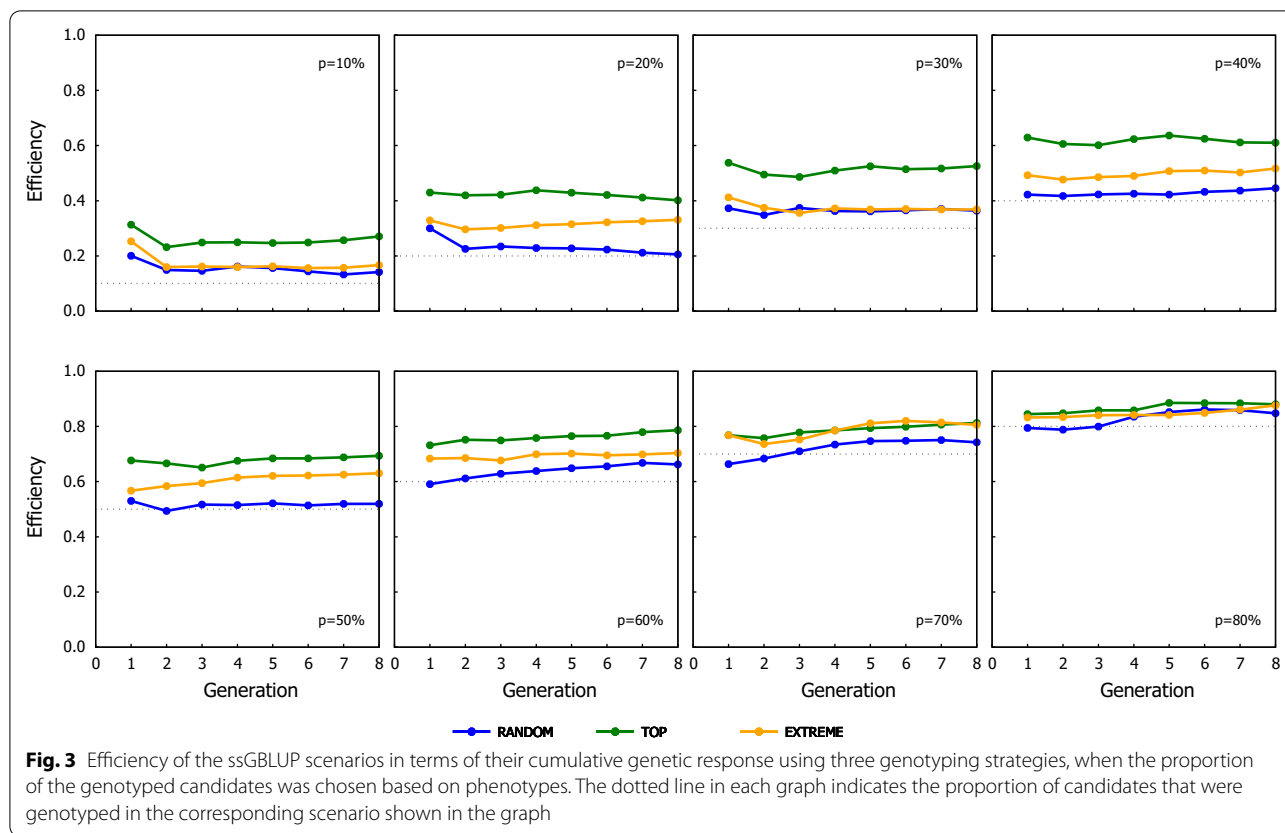 1.0
0.8
0.6
0.4
0.2
0.0
Efficiency
p=10%
p=20%
p=30%
p=40%
1.0
0.8
0.6
0.4
0.2
0.0
Efficiency
p=50%
p=60%
p=70%
p=80%
0 1 2 3 4 5 6 7 8
0 1 2 3 4 5 6 7 8
0 1 2 3 4 5 6 7 8
0 1 2 3 4 5 6 7 8
Generation
Generation
Generation
Generation
RANDOM TOP EXTREME
Fig. 3 Efficiency of the ssGBLUP scenarios in terms of their cumulative genetic response using three genotyping strategies, when the proportion
of the genotyped candidates was chosen based on phenotypes. The dotted line in each graph indicates the proportion of candidates that were
genotyped in the corresponding scenario shown in the graph